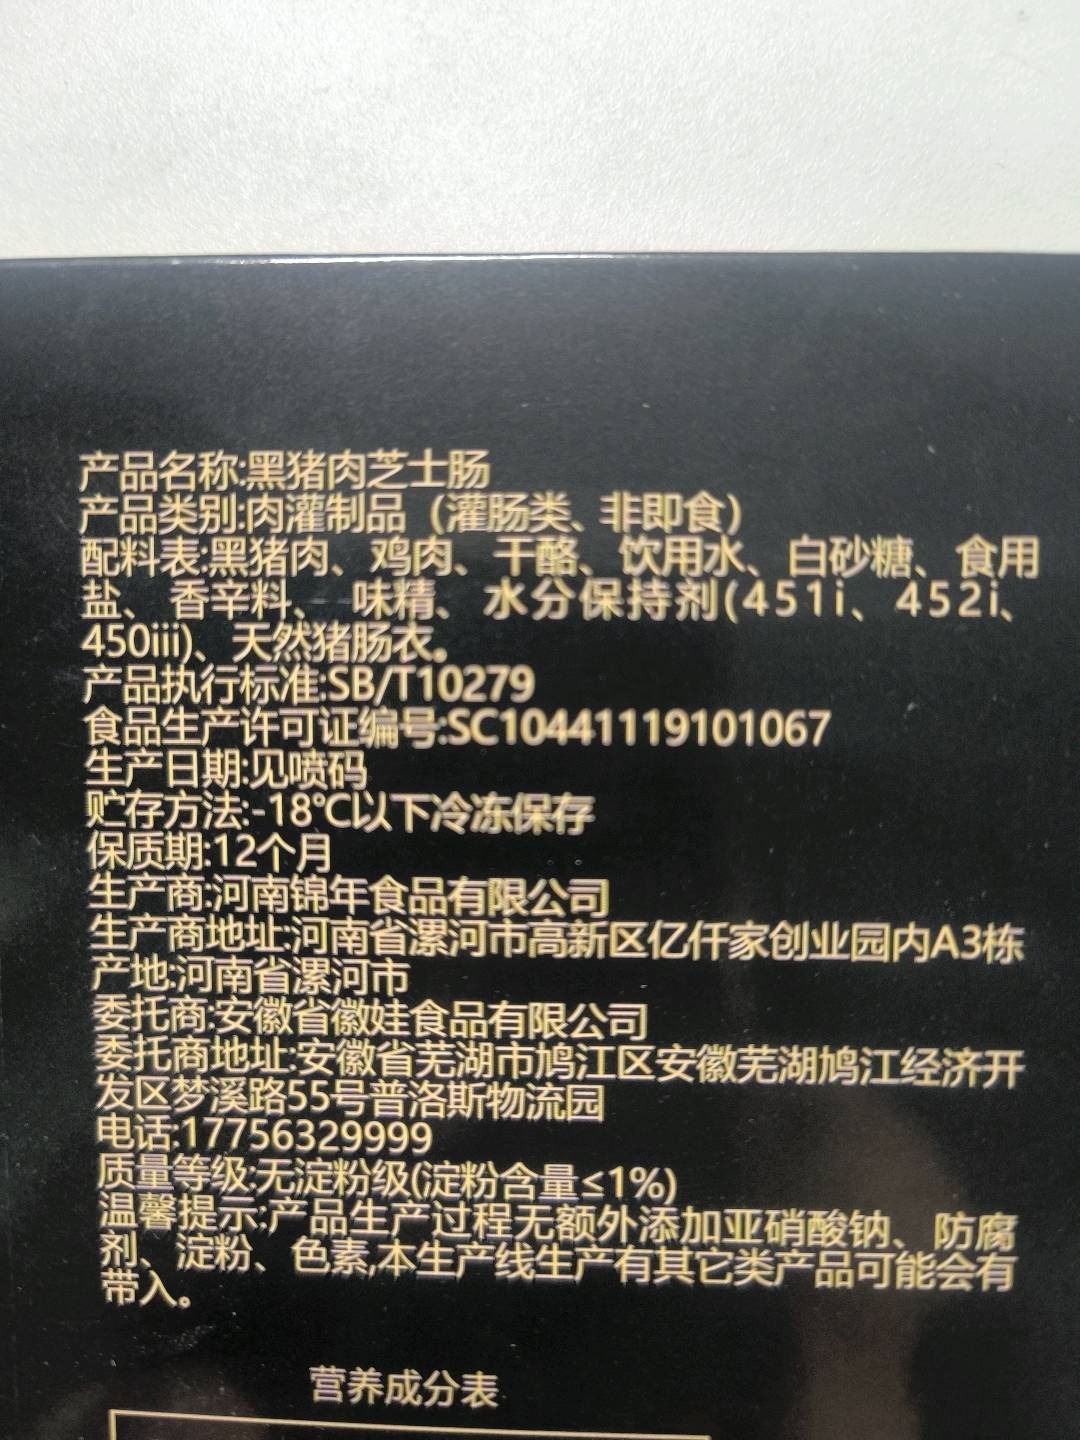 产品名称:黑猪肉芝士肠
产品类别:肉灌制品（灌肠类、非即食）
配料表:黑猪肉、鸡肉、干酪、饮用水、白砂糖、食用
盐、香辛料、味精、水分保持剂(451i、452i、
450iii)、天然猪肠衣。
产品执行标准:SB/T10279
食品生产许可证编号:SC10441119101067
生产日期:见喷码
贮存方法:-18℃以下冷冻保存
保质期:12个月
生产商:河南锦年食品有限公司
生产商地址:河南省漯河市高新区亿仟家创业园内A3栋
产地:河南省漯河市
委托商:安徽省徽娃食品有限公司
委托商地址:安徽省芜湖市鸠江区安徽芜湖鸠江经济开
发区梦溪路55号普洛斯物流园
电话:17756329999
质量等级:无淀粉级(淀粉含量≤1%)
温馨提示:产品生产过程无额外添加亚硝酸钠、防腐
剂、淀粉、色素,本生产线生产有其它类产品可能会有
带入。
营养成分表